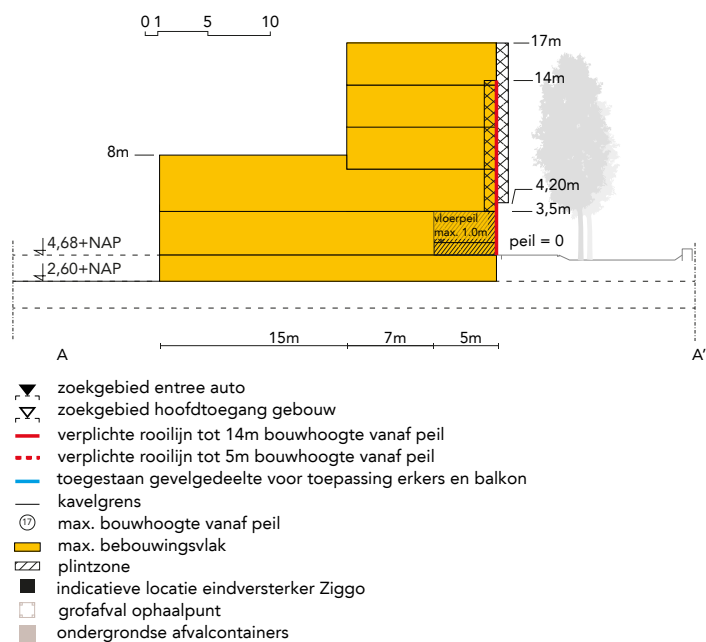 0 1 5 10
17m
14m
8m
4,20m
3,5m
vloerpeil
max. 1.0m
peil = 0
4,68+NAP
2,60+NAP
15m 7m 5m
A A'
zoekgebied entree auto
zoekgebied hoofdtoegang gebouw
verplichte rooilijn tot 14m bouwhoogte vanaf peil
verplichte rooilijn tot 5m bouwhoogte vanaf peil
toegestaan gevelgedeelte voor toepassing erkers en balkon
kavelgrens
17 max. bouwhoogte vanaf peil
max. bebouwingsvlak
plintzone
indicatieve locatie eindversterker Ziggo
grofafval ophaalpunt
ondergrondse afvalcontainers